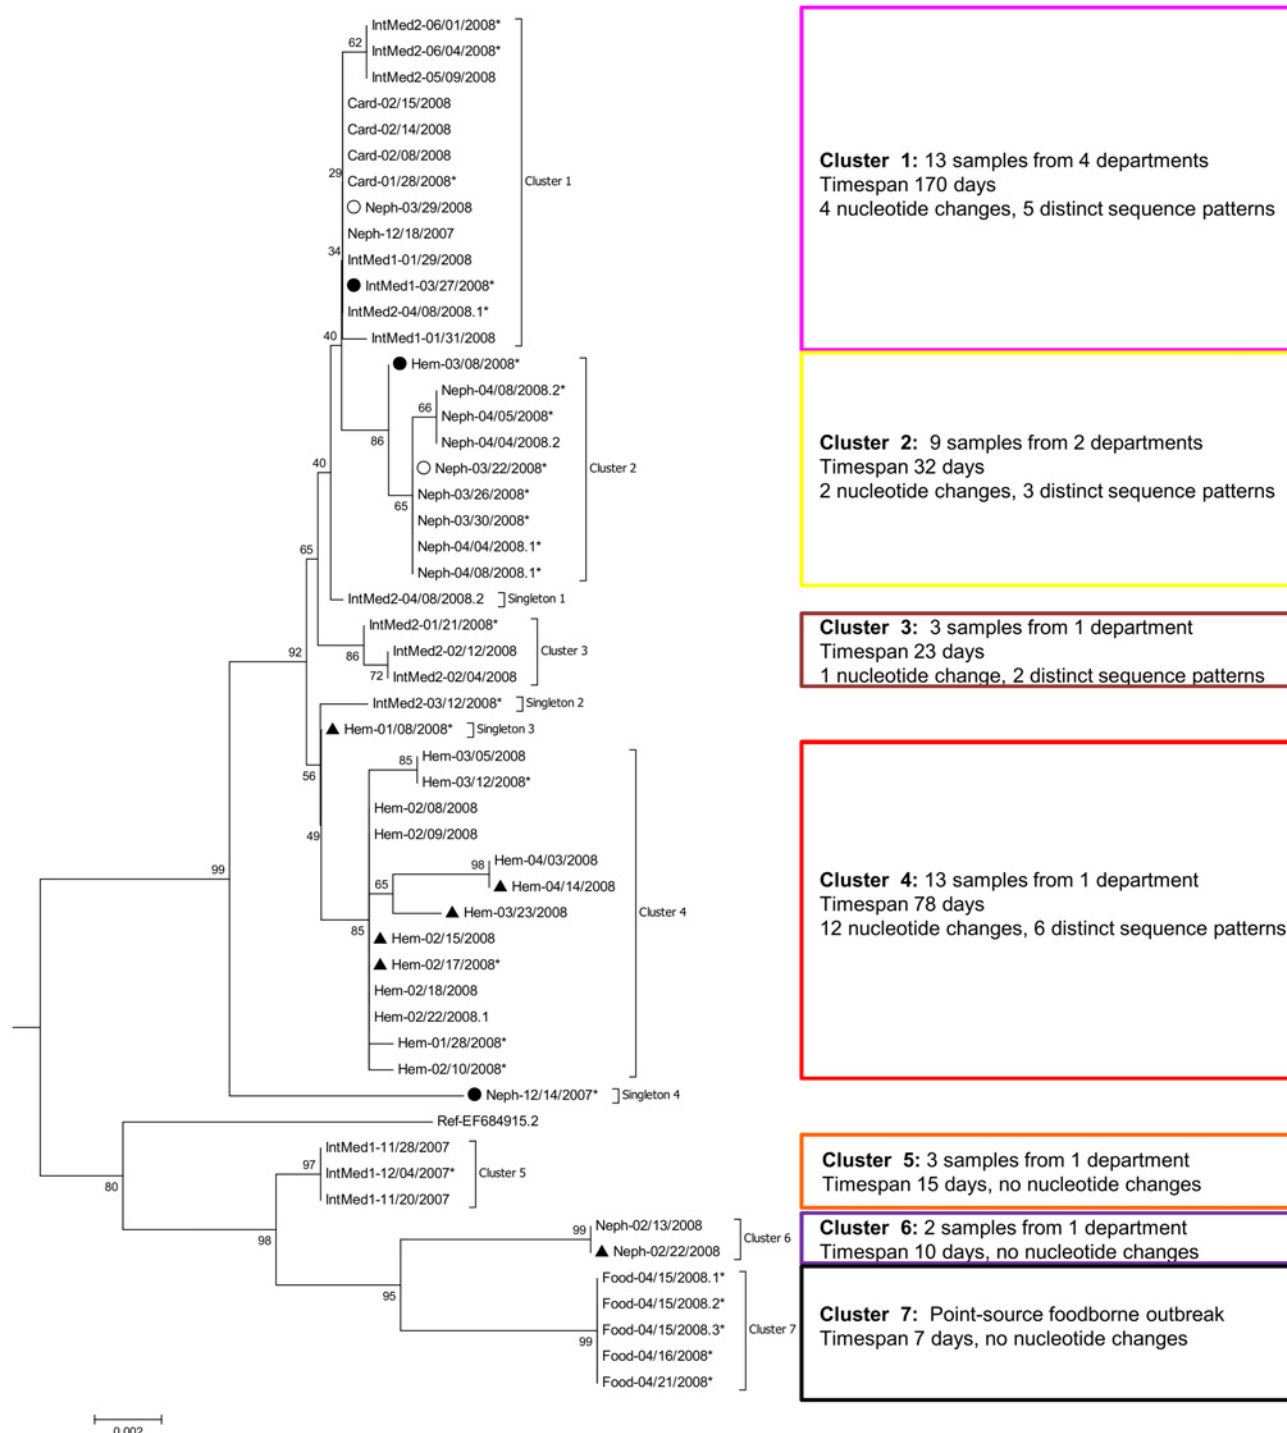 IntMed2-06/01/2008*
62
IntMed2-06/04/2008*
IntMed2-05/09/2008
Card-02/15/2008
Card-02/14/2008
Card-02/08/2008
29
Card-01/28/2008*
Cluster 1
Neph-03/29/2008
Neph-12/18/2007
34
IntMed1-01/29/2008
IntMed1-03/27/2008*
IntMed2-04/08/2008.1*
40
IntMed1-01/31/2008
Hem-03/08/2008*
Neph-04/08/2008.2*
66
Neph-04/05/2008*
86
Neph-04/04/2008.2
40
Neph-03/22/2008*
Cluster 2
Neph-03/26/2008*
65
Neph-03/30/2008*
65
Neph-04/04/2008.1*
Neph-04/08/2008.1*
IntMed2-04/08/2008.2
Singleton 1
IntMed2-01/21/2008*
92
86
IntMed2-02/12/2008
Cluster 3
72
IntMed2-02/04/2008
IntMed2-03/12/2008*
Singleton 2
Hem-01/08/2008*
Singleton 3
56
85
Hem-03/05/2008
Hem-03/12/2008*
Hem-02/08/2008
49
Hem-02/09/2008
98
Hem-04/03/2008
99
65
Hem-04/14/2008
Hem-03/23/2008
Cluster 4
85
Hem-02/15/2008
Hem-02/17/2008*
Hem-02/18/2008
Hem-02/22/2008.1
Hem-01/28/2008*
Hem-02/10/2008*
Neph-12/14/2007*
Singleton 4
Ref-EF684915.2
IntMed1-11/28/2007
97
IntMed1-12/04/2007*
Cluster 5
80
IntMed1-11/20/2007
99
Neph-02/13/2008
Cluster 6
98
Neph-02/22/2008
Food-04/15/2008.1*
95
Food-04/15/2008.2*
Food-04/15/2008.3*
Cluster 7
99
Food-04/16/2008*
Food-04/21/2008*
0.002
Cluster 1: 13 samples from 4 departments
Timespan 170 days
4 nucleotide changes, 5 distinct sequence patterns
Cluster 2: 9 samples from 2 departments
Timespan 32 days
2 nucleotide changes, 3 distinct sequence patterns
Cluster 3: 3 samples from 1 department
Timespan 23 days
1 nucleotide change, 2 distinct sequence patterns
Cluster 4: 13 samples from 1 department
Timespan 78 days
12 nucleotide changes, 6 distinct sequence patterns
Cluster 5: 3 samples from 1 department
Timespan 15 days, no nucleotide changes
Cluster 6: 2 samples from 1 department
Timespan 10 days, no nucleotide changes
Cluster 7: Point-source foodborne outbreak
Timespan 7 days, no nucleotide changes